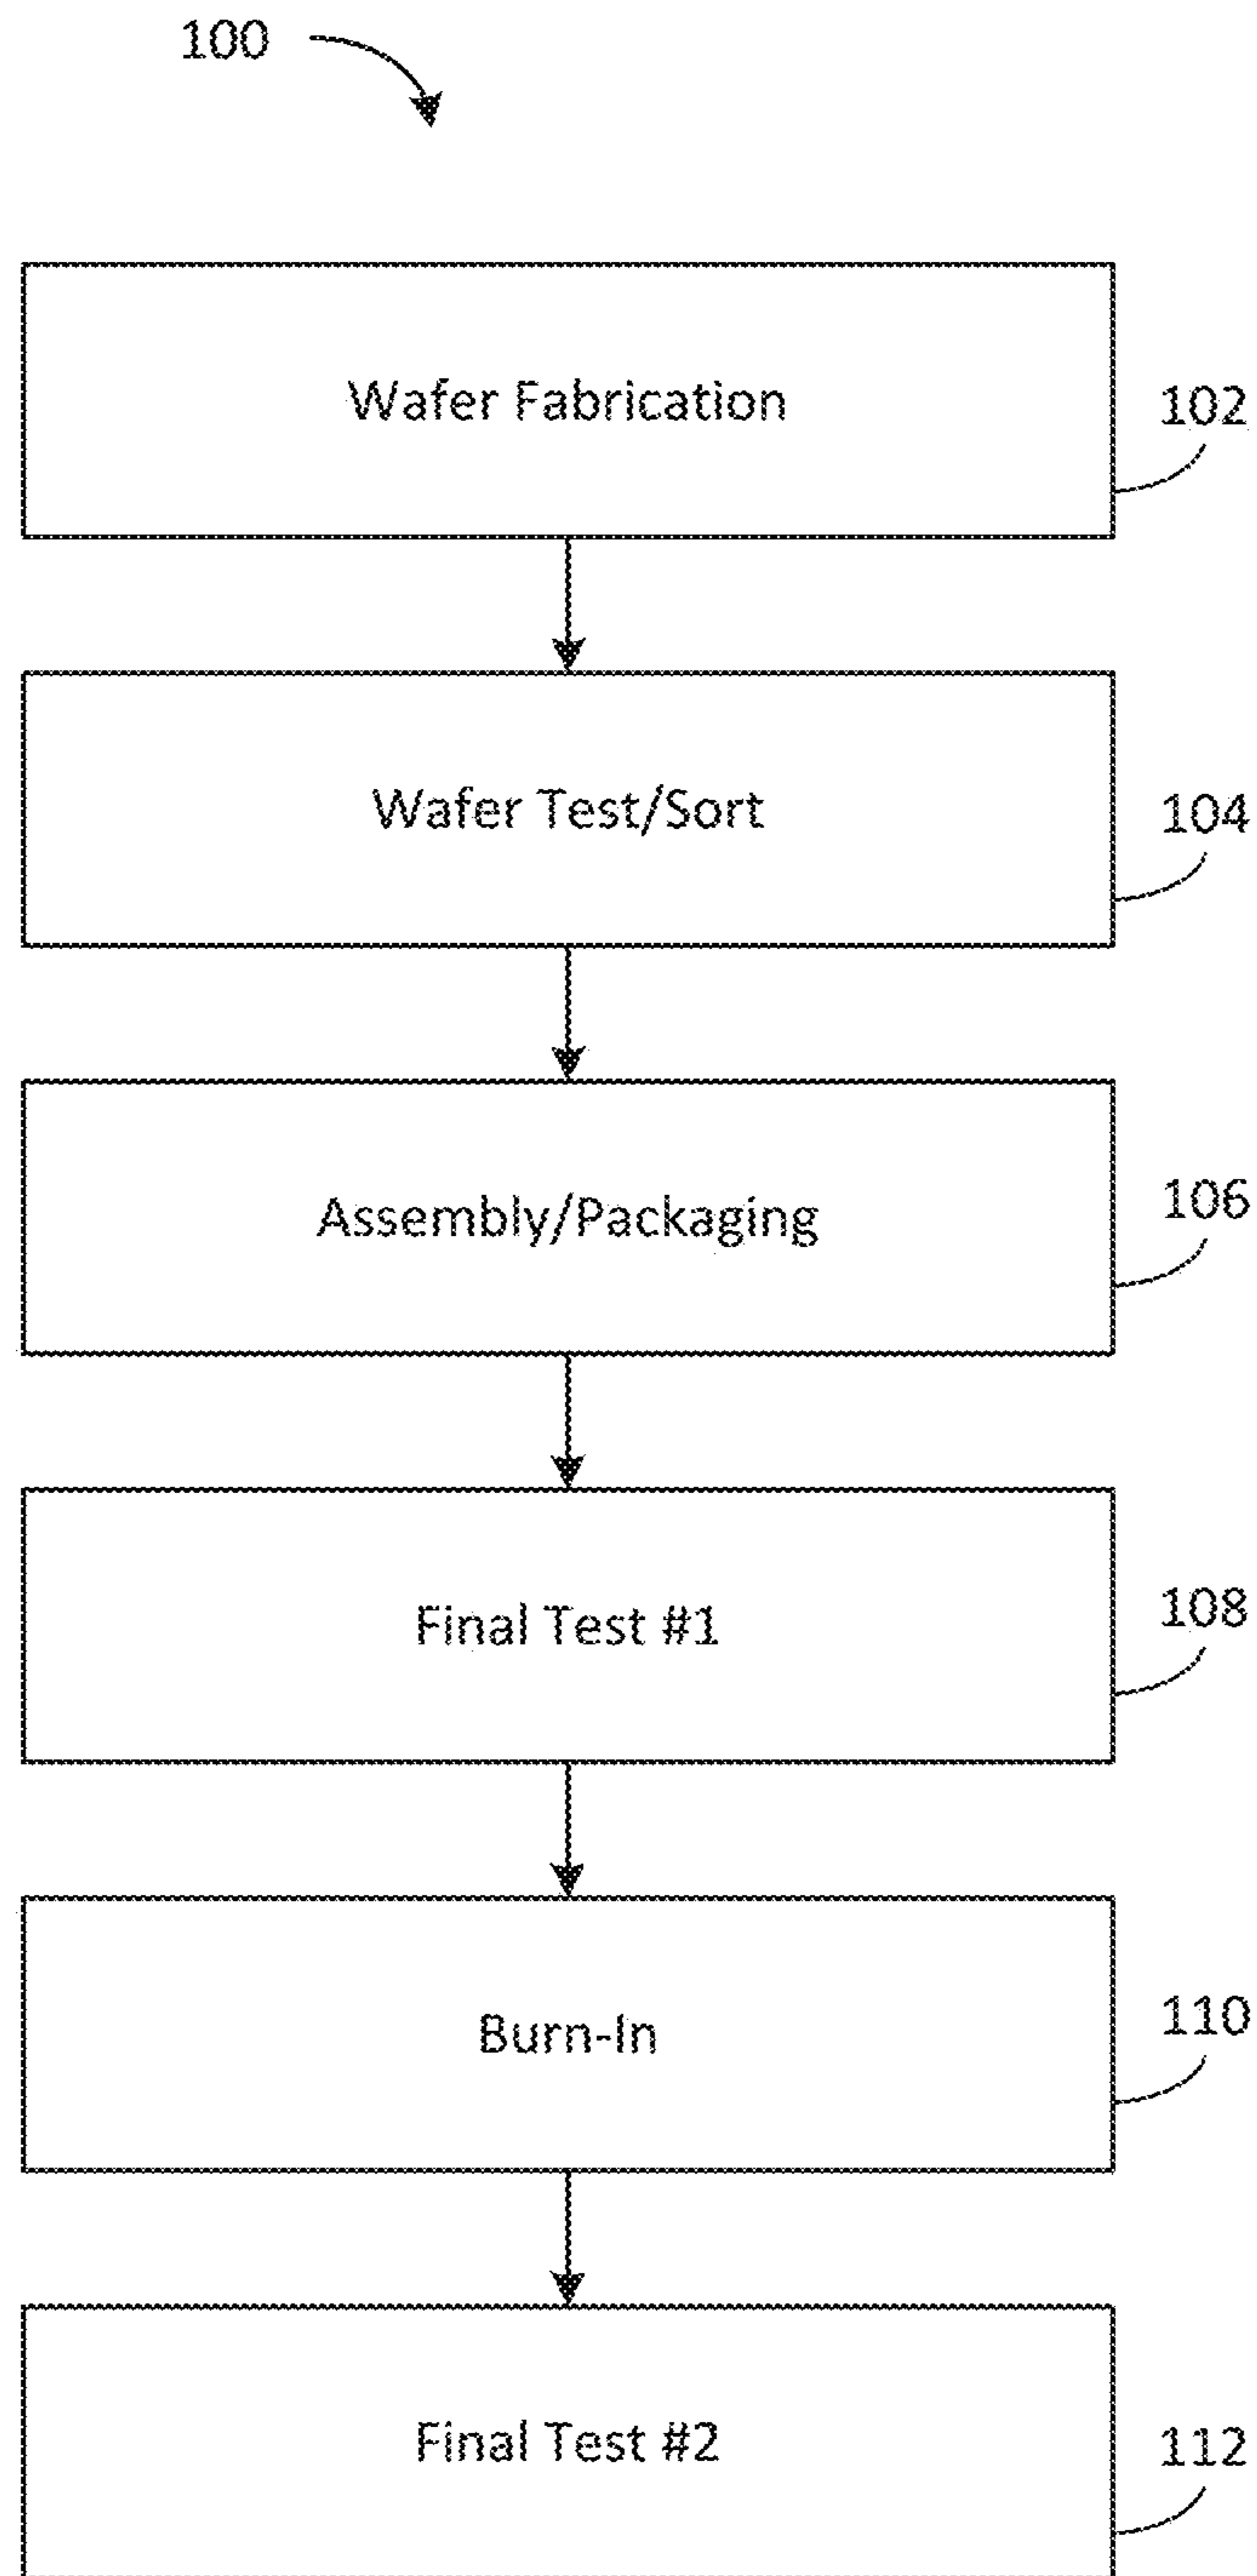 100
Wafer Fabrication
102
Wafer Test/Sort
104
Assembly/Packaging
106
Final Test #1
108
Burn-In
110
Final Test #2
112